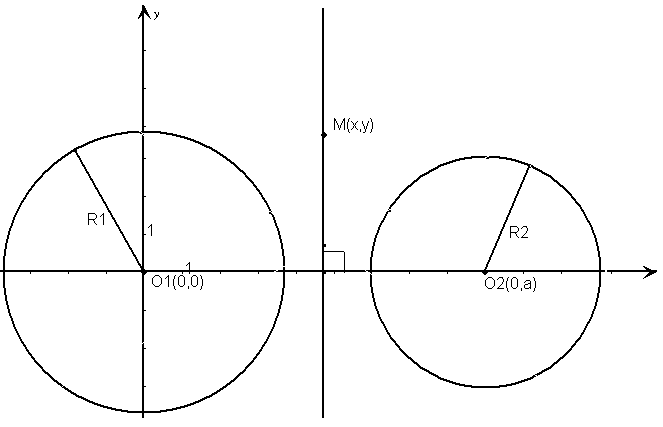 y
M(x,y)
R1
1
R2
1
O1(0,0)
O2(0,a)